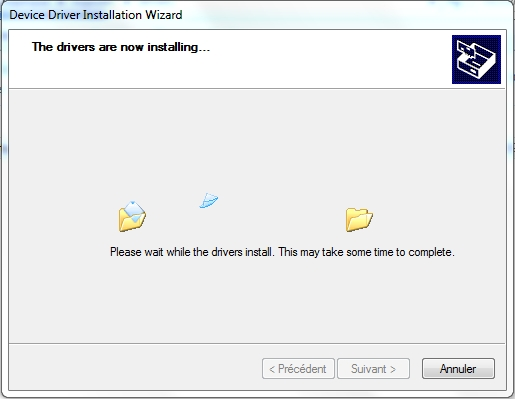 Device Driver Installation Wizard
The drivers are now installing...
Please wait while the drivers install. This may take some time to complete.
< Précédent Suivant > Annuler